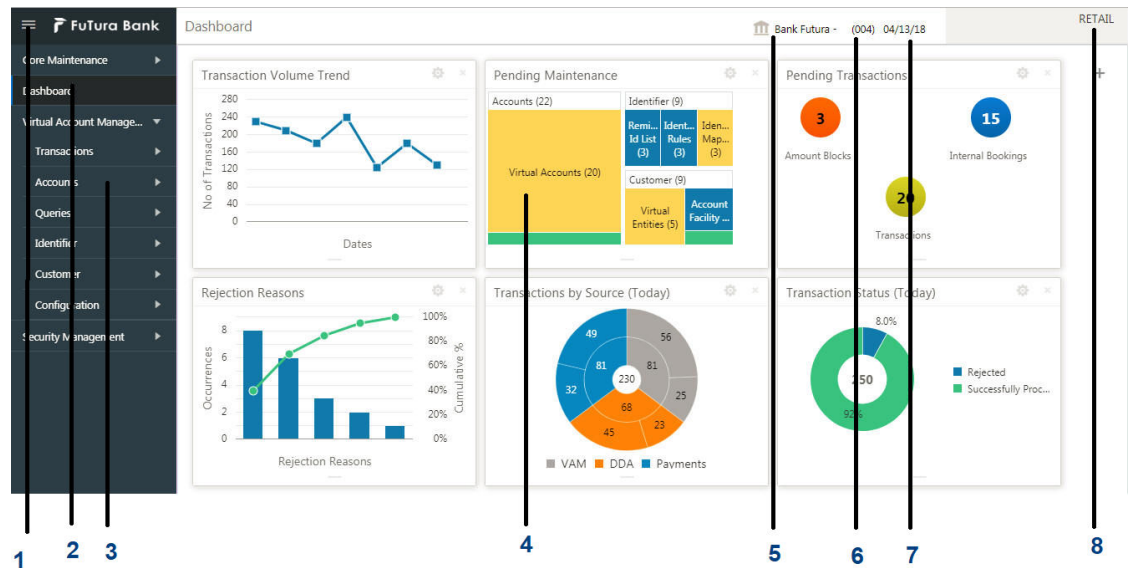 FuTura Bank
Dashboard
Bank Futura - (004) 04/13/18
RETAIL
Core Maintenance
Dashboard
Virtual Account Manage...
Transactions
Accounts
Queries
Identifier
Customer
Configuration
Security Management
Transaction Volume Trend
280
240
200
160
120
80
40
0
No of Transactions
Dates
Pending Maintenance
Accounts (22)
Virtual Accounts (20)
Identifier (9)
Remi... Id List (3)
Ident... Rules (3)
Iden... Map... (3)
Customer (9)
Virtual Entities (5)
Account Facility ...
Pending Transactions
3
Amount Blocks
15
Internal Bookings
20
Transactions
Rejection Reasons
8
6
4
2
0
Occurrences
100%
80%
60%
40%
20%
0%
Cumulative %
Rejection Reasons
Transactions by Source (Today)
49
56
81
81
32
230
25
68
45
23
VAM
DDA
Payments
Transaction Status (Today)
8.0%
250
92%
Rejected
Successfully Proc...
1
2
3
4
5
6
7
8